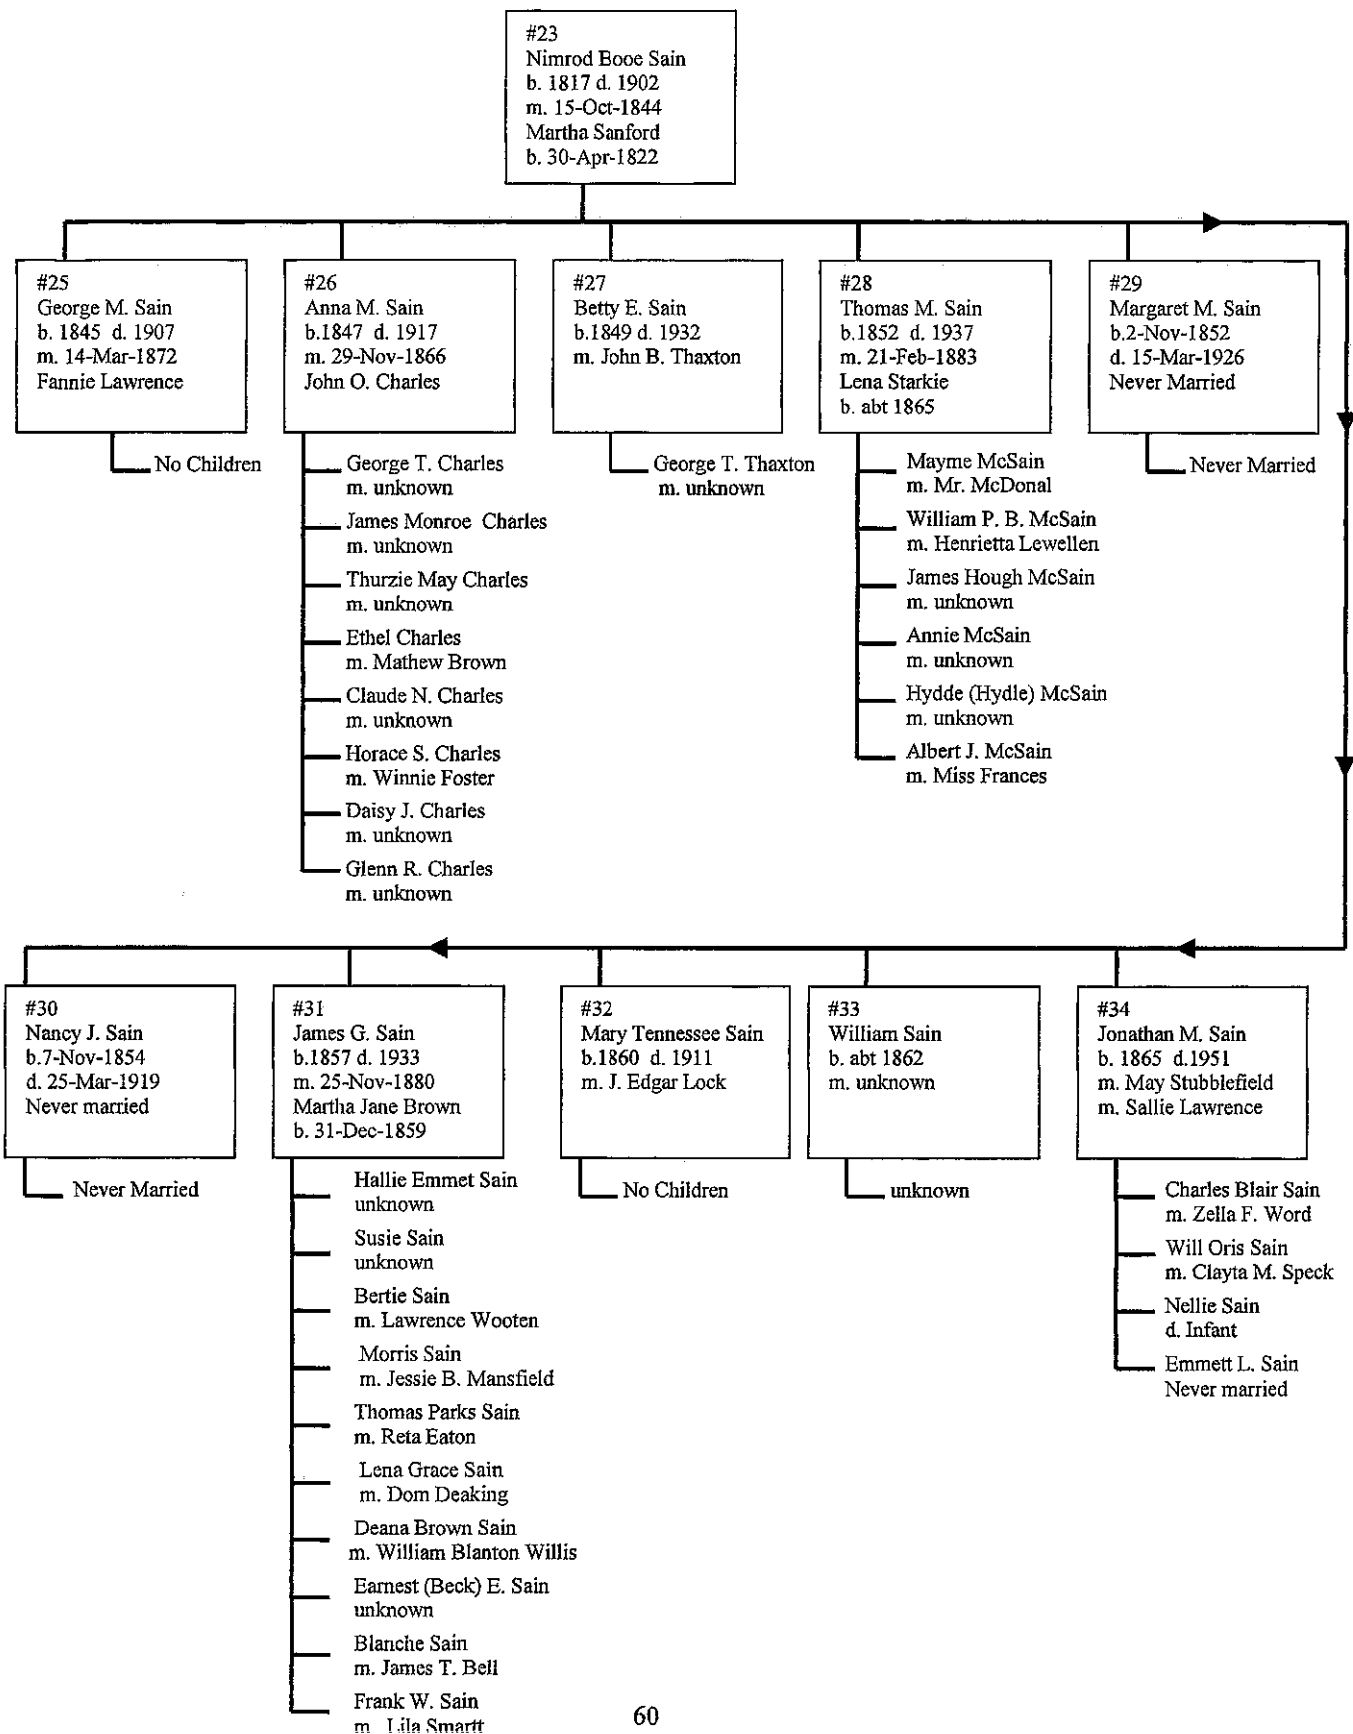 #23
Nimrod Booe Sain
b. 1817 d. 1902
m. 15-Oct-1844
Martha Sanford
b. 30-Apr-1822
#25
George M. Sain
b. 1845 d. 1907
m. 14-Mar-1872
Fannie Lawrence
No Children
#26
Anna M. Sain
b.1847 d. 1917
m. 29-Nov-1866
John O. Charles
George T. Charles
m. unknown
James Monroe Charles
m. unknown
Thurzie May Charles
m. unknown
Ethel Charles
m. Mathew Brown
Claude N. Charles
m. unknown
Horace S. Charles
m. Winnie Foster
Daisy J. Charles
m. unknown
Glenn R. Charles
m. unknown
#27
Betty E. Sain
b.1849 d. 1932
m. John B. Thaxton
George T. Thaxton
m. unknown
#28
Thomas M. Sain
b.1852 d. 1937
m. 21-Feb-1883
Lena Starkie
b. abt 1865
Mayme McSain
m. Mr. McDonal
William P. B. McSain
m. Henrietta Lewellen
James Hough McSain
m. unknown
Annie McSain
m. unknown
Hydde (Hydle) McSain
m. unknown
Albert J. McSain
m. Miss Frances
#29
Margaret M. Sain
b.2-Nov-1852
d. 15-Mar-1926
Never Married
Never Married
#30
Nancy J. Sain
b.7-Nov-1854
d. 25-Mar-1919
Never married
Never Married
#31
James G. Sain
b.1857 d. 1933
m. 25-Nov-1880
Martha Jane Brown
b. 31-Dec-1859
Hallie Emmet Sain
unknown
Susie Sain
unknown
Bertie Sain
m. Lawrence Wooten
Morris Sain
m. Jessie B. Mansfield
Thomas Parks Sain
m. Reta Eaton
Lena Grace Sain
m. Dom Deaking
Deana Brown Sain
m. William Blanton Willis
Earnest (Beck) E. Sain
unknown
Blanche Sain
m. James T. Bell
Frank W. Sain
m. Lila Smartt
#32
Mary Tennessee Sain
b.1860 d. 1911
m. J. Edgar Lock
No Children
#33
William Sain
b. abt 1862
m. unknown
unknown
#34
Jonathan M. Sain
b. 1865 d.1951
m. May Stubblefield
m. Sallie Lawrence
Charles Blair Sain
m. Zella F. Word
Will Oris Sain
m. Clayta M. Speck
Nellie Sain
d. Infant
Emmett L. Sain
Never married
60